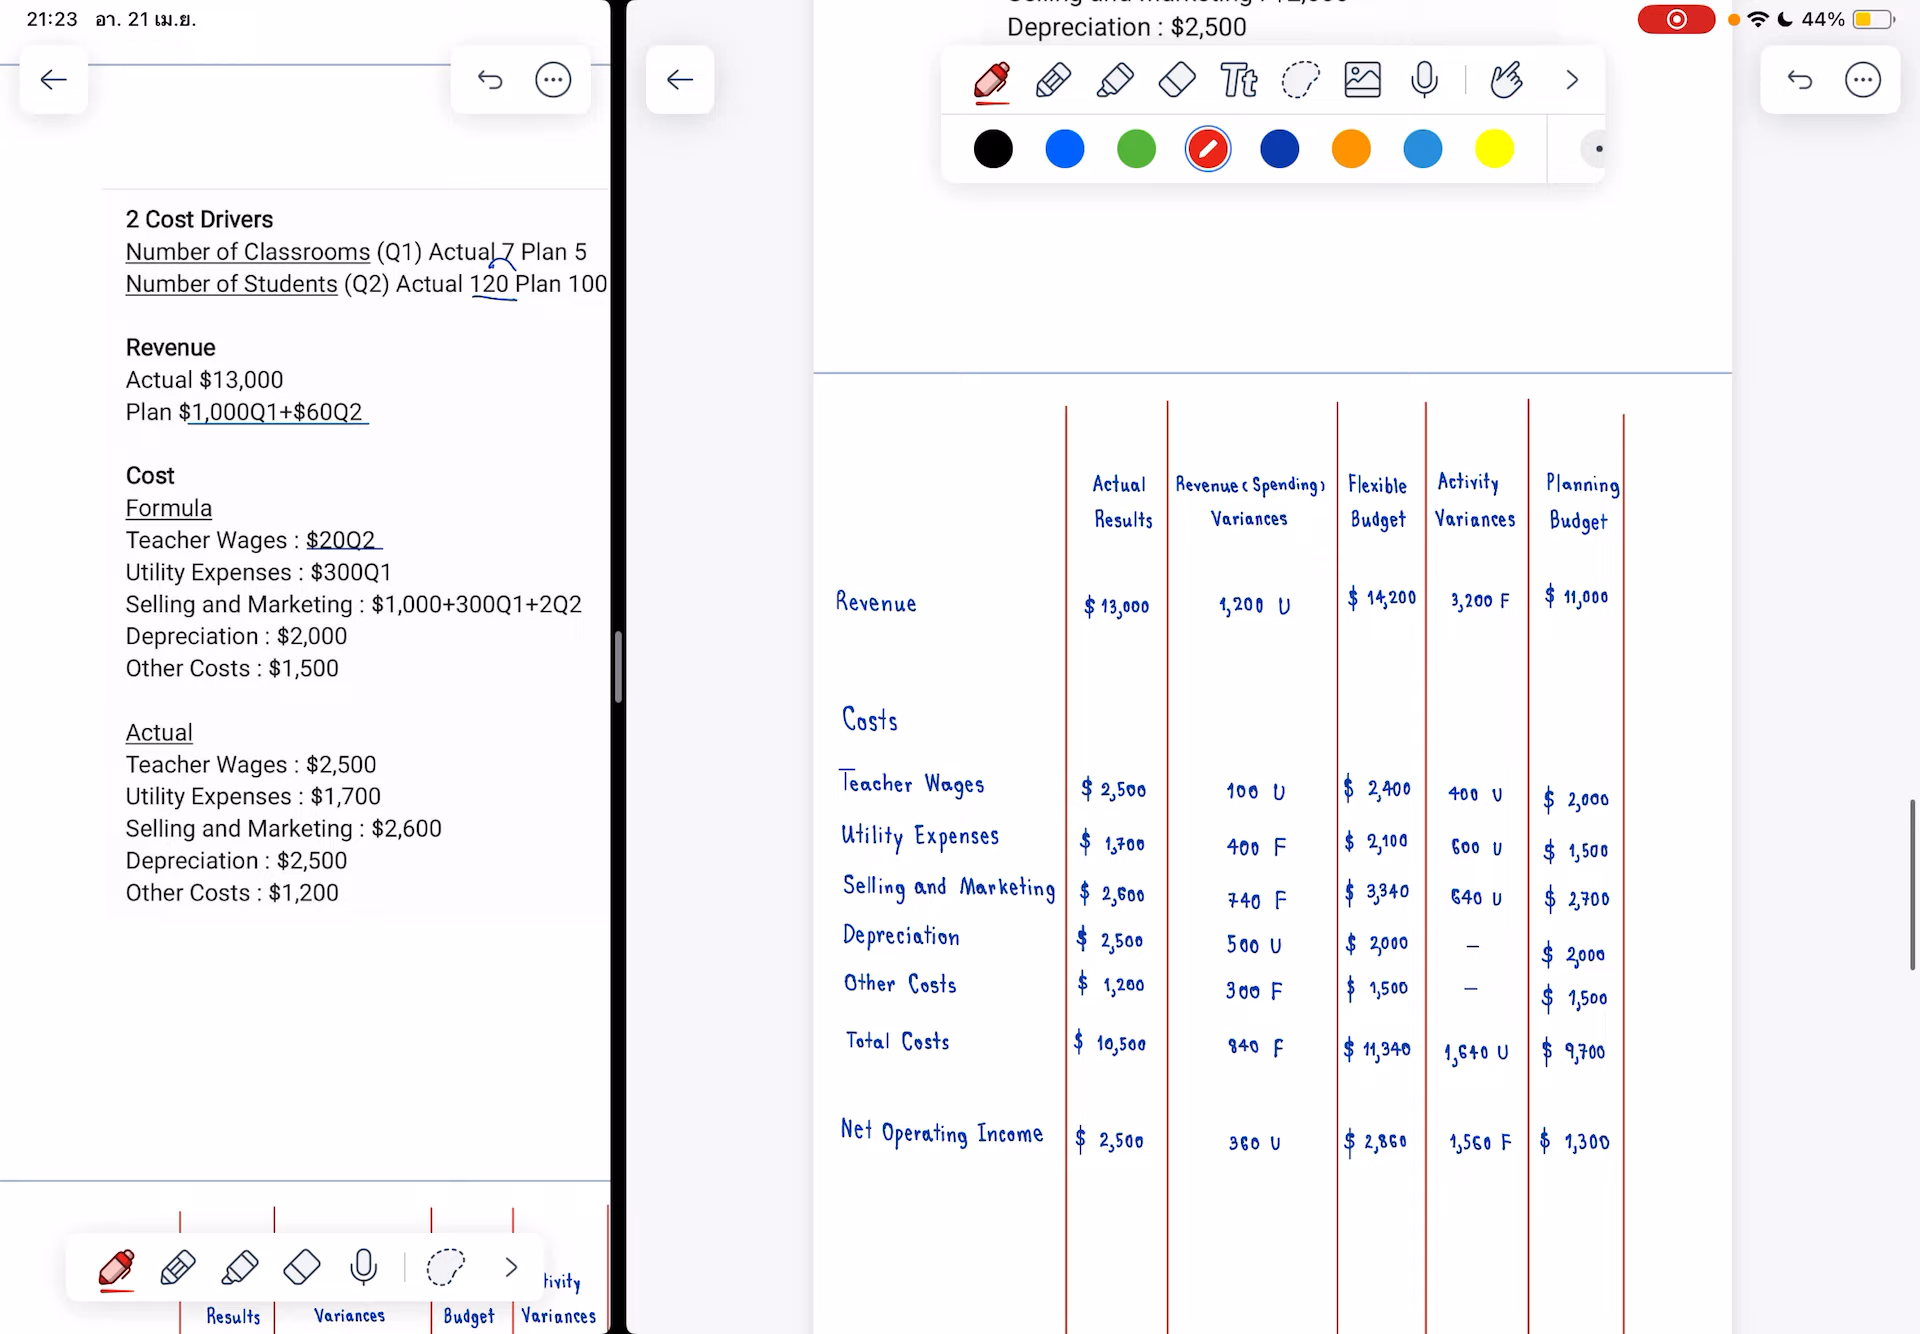 21:23 อา. 21 เม.ย.
44%
2 Cost Drivers
Number of Classrooms (Q1) Actual 7 Plan 5
Number of Students (Q2) Actual 120 Plan 100
Revenue
Actual $13,000
Plan $1,000Q1+$60Q2
Cost
Formula
Teacher Wages : $20Q2
Utility Expenses : $300Q1
Selling and Marketing : $1,000+300Q1+2Q2
Depreciation : $2,000
Other Costs : $1,500
Actual
Teacher Wages : $2,500
Utility Expenses : $1,700
Selling and Marketing : $2,600
Depreciation : $2,500
Other Costs : $1,200
tivity
Results Variances Budget Variances
Depreciation : $2,500
Tt
Actual Revenue (Spending) Flexible Activity Planning
Results Variances Budget Variances Budget
Revenue $ 13,000 1,200 U $ 14,200 3,200 F $ 11,000
Costs
Teacher Wages $ 2,500 100 U $ 2,400 400 U $ 2,000
Utility Expenses $ 1,700 400 F $ 2,100 600 U $ 1,500
Selling and Marketing $ 2,600 740 F $ 3,340 640 U $ 2,700
Depreciation $ 2,500 500 U $ 2,000 – $ 2,000
Other Costs $ 1,200 300 F $ 1,500 – $ 1,500
Total Costs $ 10,500 840 F $ 11,340 1,640 U $ 9,700
Net Operating Income $ 2,500 360 U $ 2,860 1,560 F $ 1,300